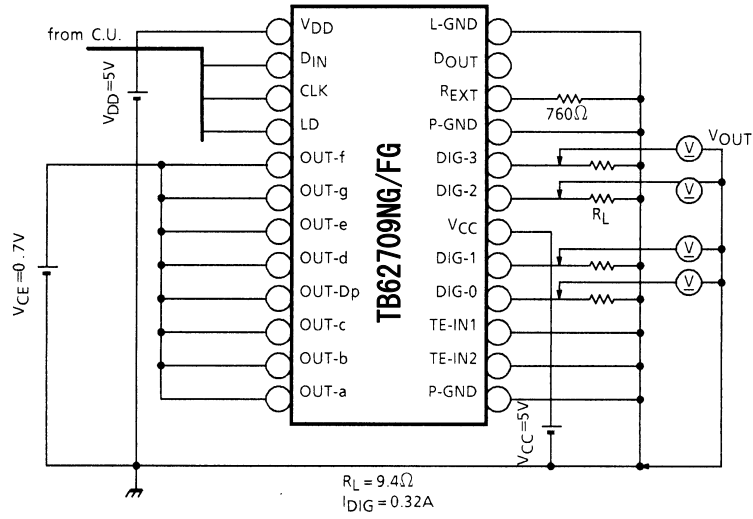 from C.U.
VDD=5V
VCE=0.7V
VDD
DIN
CLK
LD
OUT-f
OUT-g
OUT-e
OUT-d
OUT-Dp
OUT-c
OUT-b
OUT-a
TB62709NG/FG
L-GND
DOUT
REXT
P-GND
DIG-3
DIG-2
VCC
DIG-1
DIG-0
TE-IN1
TE-IN2
P-GND
760Ω
RL
VOUT
V
V
V
V
VCC=5V
RL=9.4Ω
IDIG=0.32A